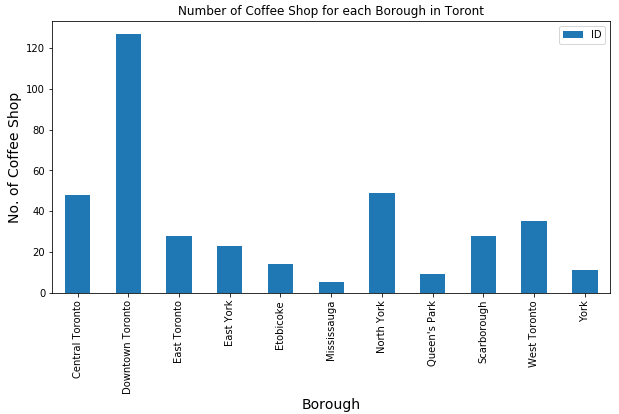 Number of Coffee Shop for each Borough in Toront
ID
No. of Coffee Shop
120
100
80
60
40
20
0
Central Toronto
Downtown Toronto
East Toronto
East York
Etobicoke
Mississauga
North York
Queen's Park
Scarborough
West Toronto
York
Borough